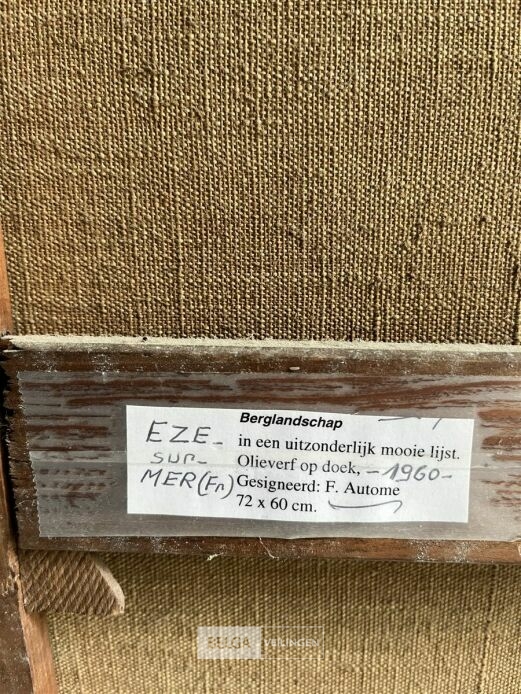 Berglandschap
EZE-
in een uitzonderlijk mooie lijst.
SUR-
Olieverf op doek, -1960-
MER (Fr)
Gesigneerd: F. Autome
72 x 60 cm.
VEILINGEN